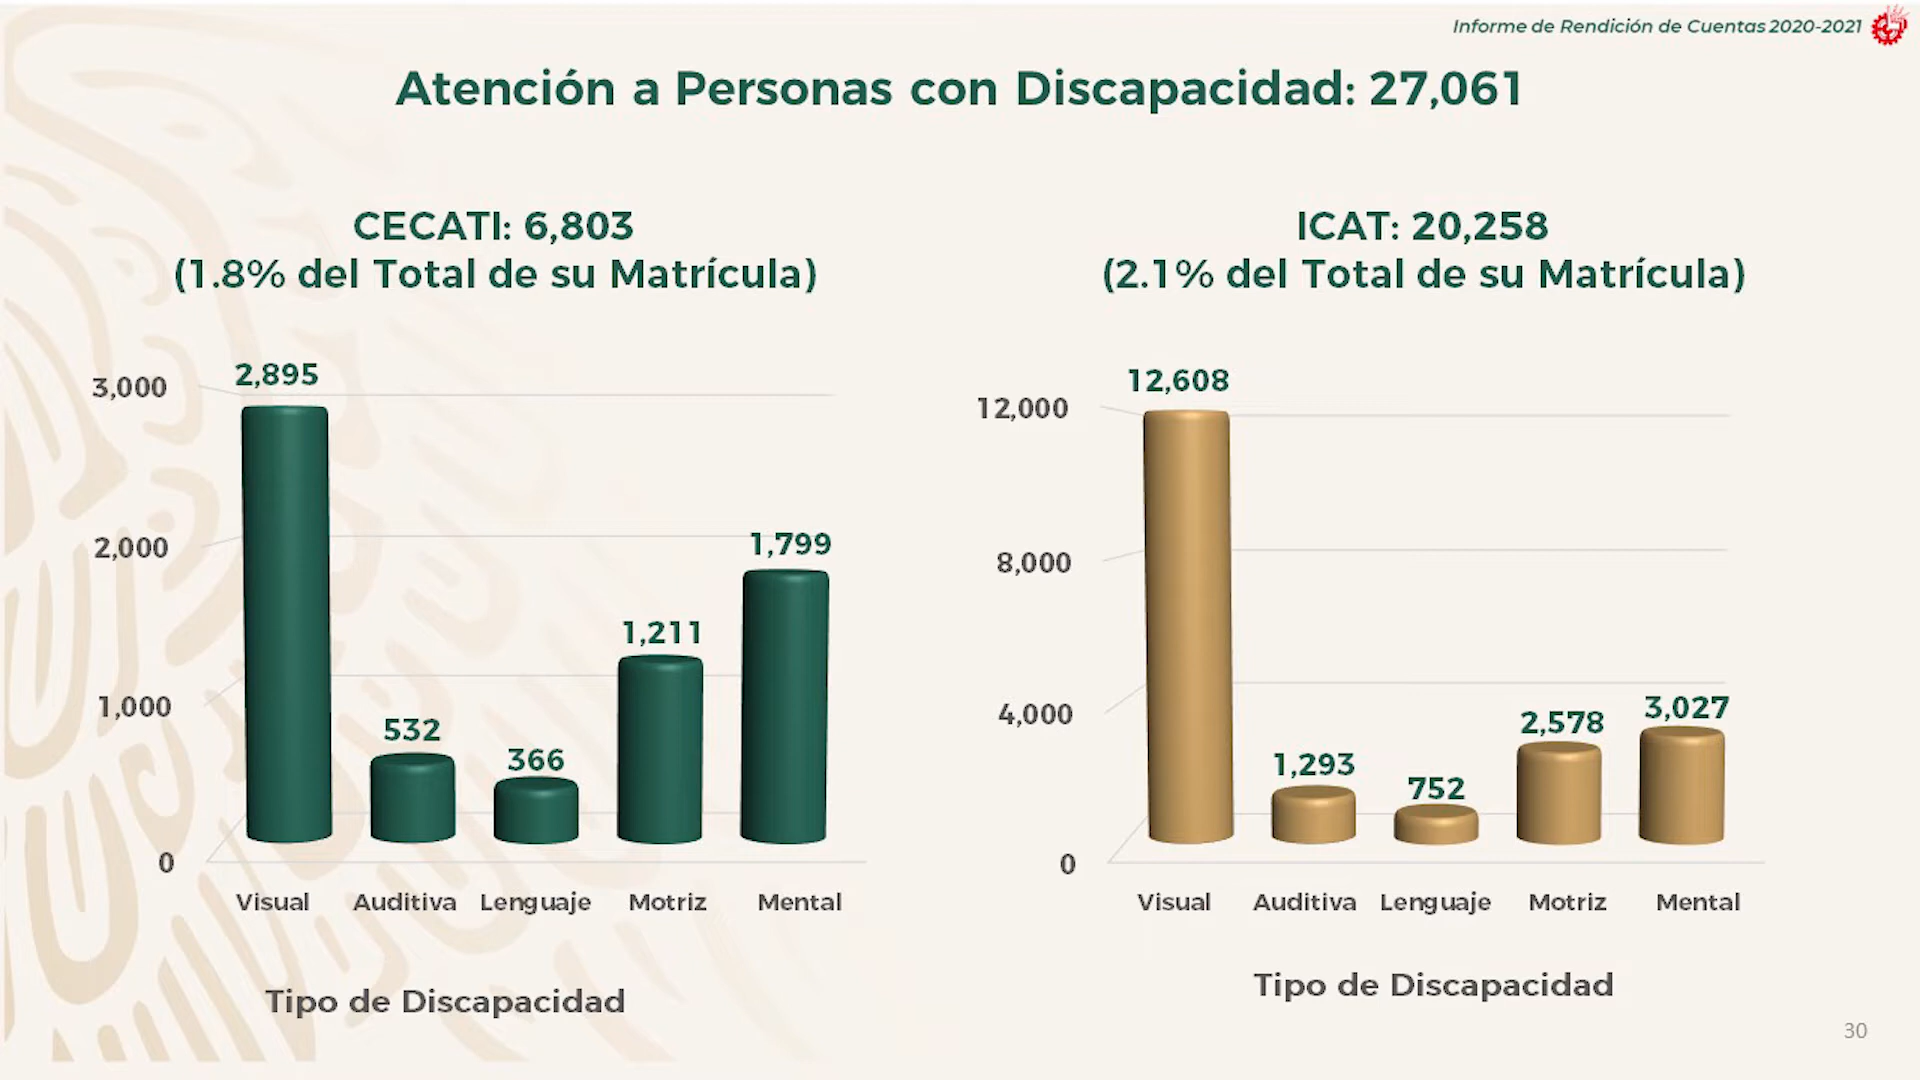 Informe de Rendición de Cuentas 2020-2021
Atención a Personas con Discapacidad: 27,061
CECATI: 6,803
(1.8% del Total de su Matrícula)
3,000
2,000
1,000
0
2,895
532
366
1,211
1,799
Visual
Auditiva
Lenguaje
Motriz
Mental
Tipo de Discapacidad
ICAT: 20,258
(2.1% del Total de su Matrícula)
12,000
8,000
4,000
0
12,608
1,293
752
2,578
3,027
Visual
Auditiva
Lenguaje
Motriz
Mental
Tipo de Discapacidad
30